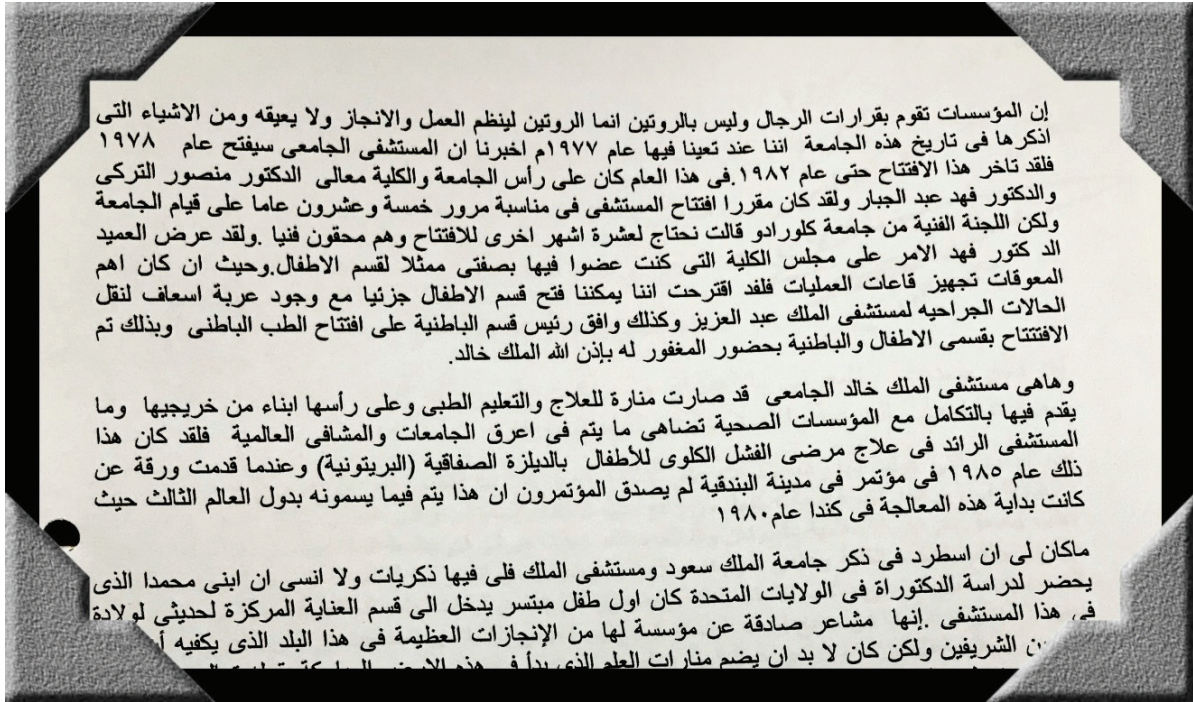 إن المؤسسات تقوم بقرارات الرجال وليس بالروتين انما الروتين لينظم العمل والانجاز ولا يعيقه ومن الاشياء التى
اذكرها فى تاريخ هذه الجامعة اننا عند تعينا فيها عام ١٩٧٧م اخبرنا ان المستشفى الجامعى سيفتح عام ١٩٧٨
فلقد تاخر هذا الافتتاح حتى عام ١٩٨٢.فى هذا العام كان على رأس الجامعة والكلية معالى الدكتور منصور التركى
والدكتور فهد عبد الجبار ولقد كان مقررا افتتاح المستشفى فى مناسبة مرور خمسة وعشرون عاما على قيام الجامعة
ولكن اللجنة الفنية من جامعة كلورادو قالت نحتاج لعشرة اشهر اخرى للافتتاح وهم محقون فنيا .ولقد عرض العميد
الد كتور فهد الامر على مجلس الكلية التى كنت عضوا فيها بصفتى ممثلا لقسم الاطفال.وحيث ان كان اهم
المعوقات تجهيز قاعات العمليات فلقد اقترحت اننا يمكننا فتح قسم الاطفال جزئيا مع وجود عربة اسعاف لنقل
الحالات الجراحيه لمستشفى الملك عبد العزيز وكذلك وافق رئيس قسم الباطنية على افتتاح الطب الباطنى وبذلك تم
الافتتتاح بقسمى الاطفال والباطنية بحضور المغفور له بإذن الله الملك خالد.
وهاهى مستشفى الملك خالد الجامعى قد صارت منارة للعلاج والتعليم الطبى وعلى رأسها ابناء من خريجيها وما
يقدم فيها بالتكامل مع المؤسسات الصحية تضاهى ما يتم فى اعرق الجامعات والمشافى العالمية فلقد كان هذا
المستشفى الرائد فى علاج مرضى الفشل الكلوى للأطفال بالديلزة الصفاقية (البريتونية) وعندما قدمت ورقة عن
ذلك عام ١٩٨٥ فى مؤتمر فى مدينة البندقية لم يصدق المؤتمرون ان هذا يتم فيما يسمونه بدول العالم الثالث حيث
كانت بداية هذه المعالجة فى كندا عام١٩٨٠
ماكان لى ان اسطرد فى ذكر جامعة الملك سعود ومستشفى الملك فلى فيها ذكريات ولا انسى ان ابنى محمدا الذى
يحضر لدراسة الدكتوراة فى الولايات المتحدة كان اول طفل مبتسر يدخل الى قسم العناية المركزة لحديثى لولادة
فى هذا المستشفى .إنها مشاعر صادقة عن مؤسسة لها من الإنجازات العظيمة فى هذا البلد الذى يكفيه
الشريفين ولكن كان لا بد ان يضم منارات العلم الذى بدأ فى هذه